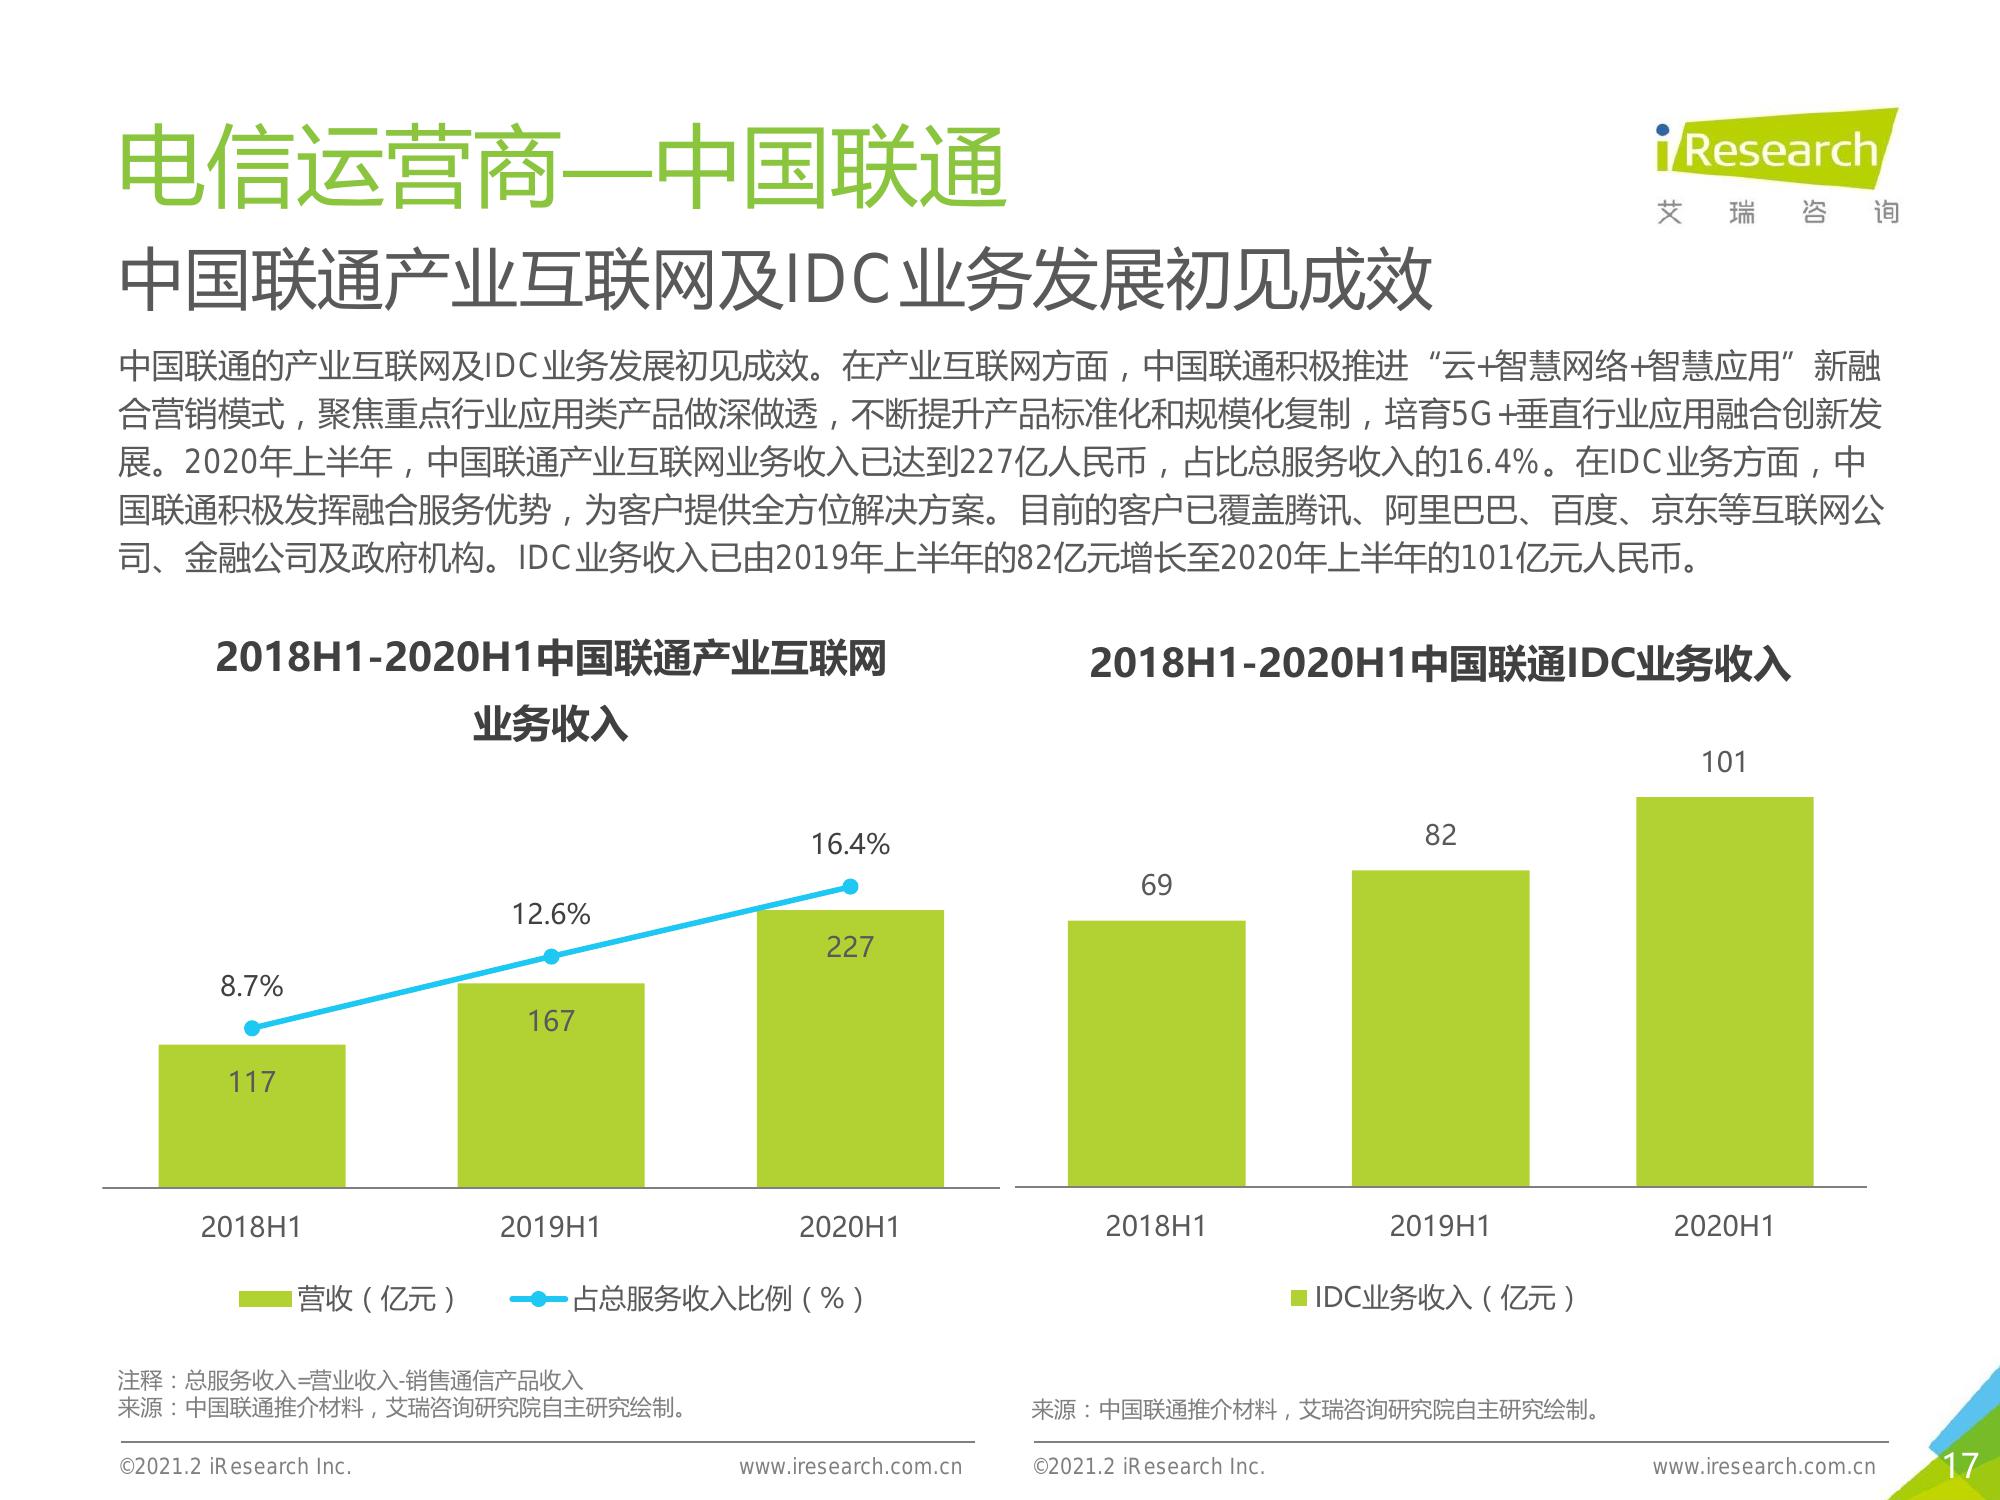 电信运营商—中国联通
iResearch
艾瑞咨询
中国联通产业互联网及IDC业务发展初见成效
中国联通的产业互联网及IDC业务发展初见成效。在产业互联网方面，中国联通积极推进“云+智慧网络+智慧应用”新融
合营销模式，聚焦重点行业应用类产品做深做透，不断提升产品标准化和规模化复制，培育5G+垂直行业应用融合创新发
展。2020年上半年，中国联通产业互联网业务收入已达到227亿人民币，占比总服务收入的16.4%。在IDC业务方面，中
国联通积极发挥融合服务优势，为客户提供全方位解决方案。目前的客户已覆盖腾讯、阿里巴巴、百度、京东等互联网公
司、金融公司及政府机构。IDC业务收入已由2019年上半年的82亿元增长至2020年上半年的101亿元人民币。
2018H1-2020H1中国联通产业互联网
业务收入
16.4%
12.6%
8.7%
227
167
117
2018H1 2019H1 2020H1
营收（亿元） 占总服务收入比例（%）
2018H1-2020H1中国联通IDC业务收入
101
82
69
2018H1 2019H1 2020H1
IDC业务收入（亿元）
注释：总服务收入=营业收入-销售通信产品收入
来源：中国联通推介材料，艾瑞咨询研究院自主研究绘制。
来源：中国联通推介材料，艾瑞咨询研究院自主研究绘制。
©2021.2 iResearch Inc. www.iresearch.com.cn
©2021.2 iResearch Inc. www.iresearch.com.cn
17